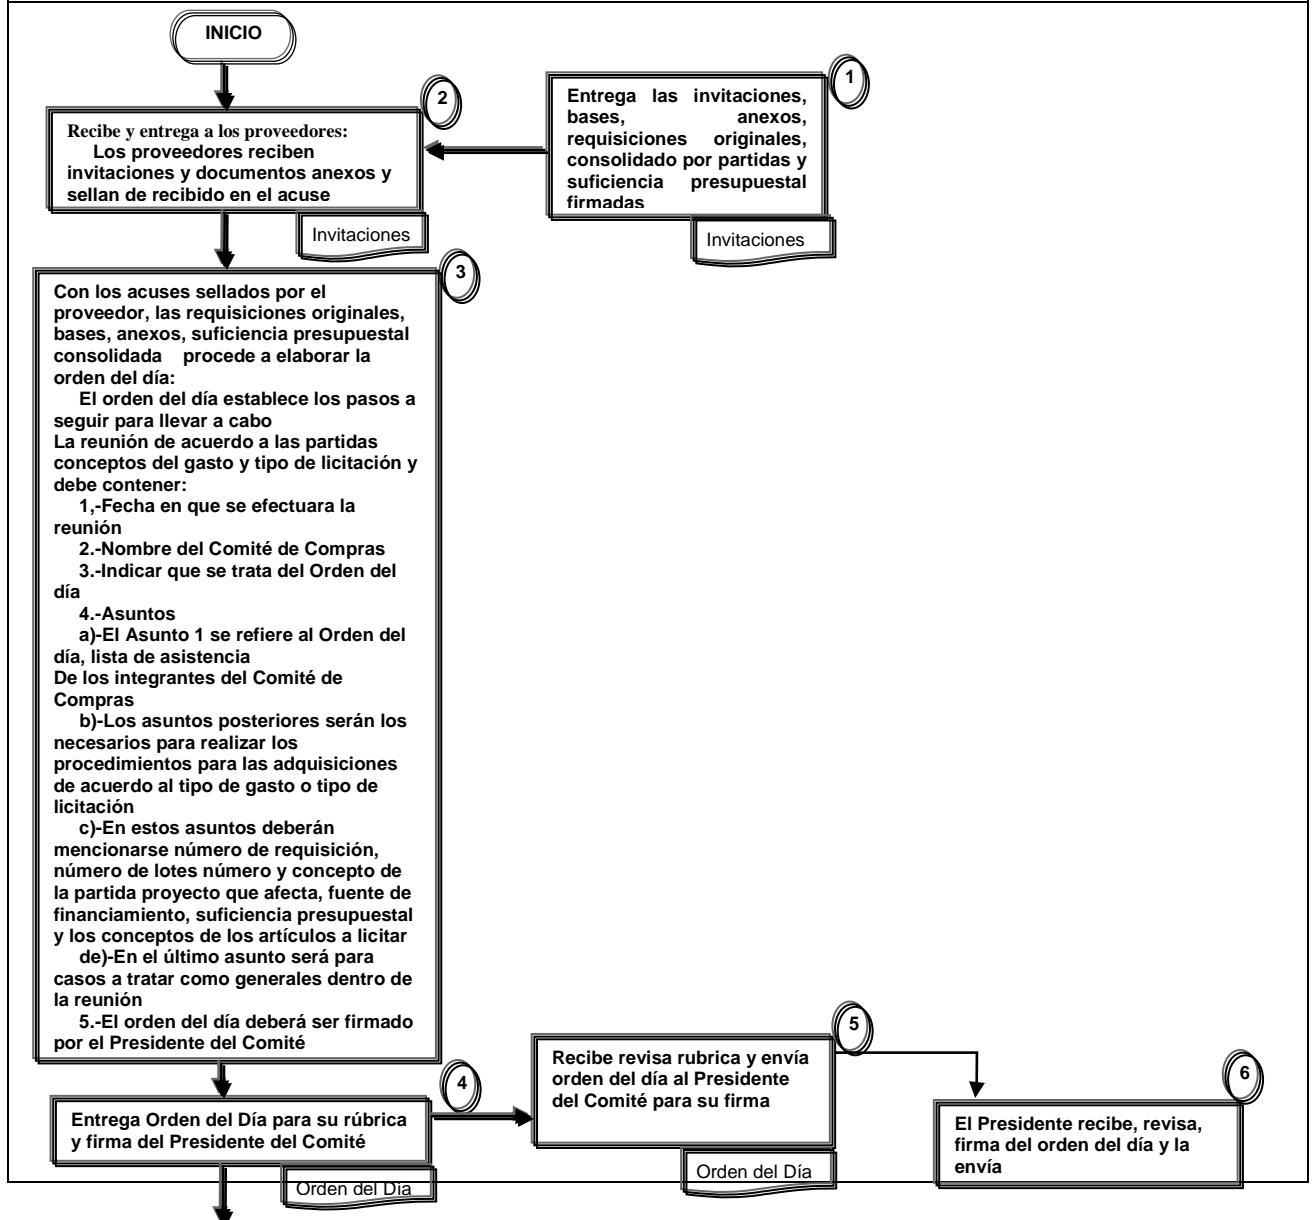 INICIO
1
Entrega las invitaciones,
bases, anexos,
requisiciones originales,
consolidado por partidas y
suficiencia presupuestal
firmadas
Invitaciones
2
Recibe y entrega a los proveedores:
Los proveedores reciben
invitaciones y documentos anexos y
sellan de recibido en el acuse
Invitaciones
3
Con los acuses sellados por el
proveedor, las requisiciones originales,
bases, anexos, suficiencia presupuestal
consolidada procede a elaborar la
orden del día:
El orden del día establece los pasos a
seguir para llevar a cabo
La reunión de acuerdo a las partidas
conceptos del gasto y tipo de licitación y
debe contener:
1,-Fecha en que se efectuara la
reunión
2.-Nombre del Comité de Compras
3.-Indicar que se trata del Orden del
día
4.-Asuntos
a)-El Asunto 1 se refiere al Orden del
día, lista de asistencia
De los integrantes del Comité de
Compras
b)-Los asuntos posteriores serán los
necesarios para realizar los
procedimientos para las adquisiciones
de acuerdo al tipo de gasto o tipo de
licitación
c)-En estos asuntos deberán
mencionarse número de requisición,
número de lotes número y concepto de
la partida proyecto que afecta, fuente de
financiamiento, suficiencia presupuestal
y los conceptos de los artículos a licitar
de)-En el último asunto será para
casos a tratar como generales dentro de
la reunión
5.-El orden del día deberá ser firmado
por el Presidente del Comité
4
Entrega Orden del Día para su rúbrica
y firma del Presidente del Comité
Orden del Día
5
Recibe revisa rubrica y envía
orden del día al Presidente
del Comité para su firma
Orden del Día
6
El Presidente recibe, revisa,
firma del orden del día y la
envía